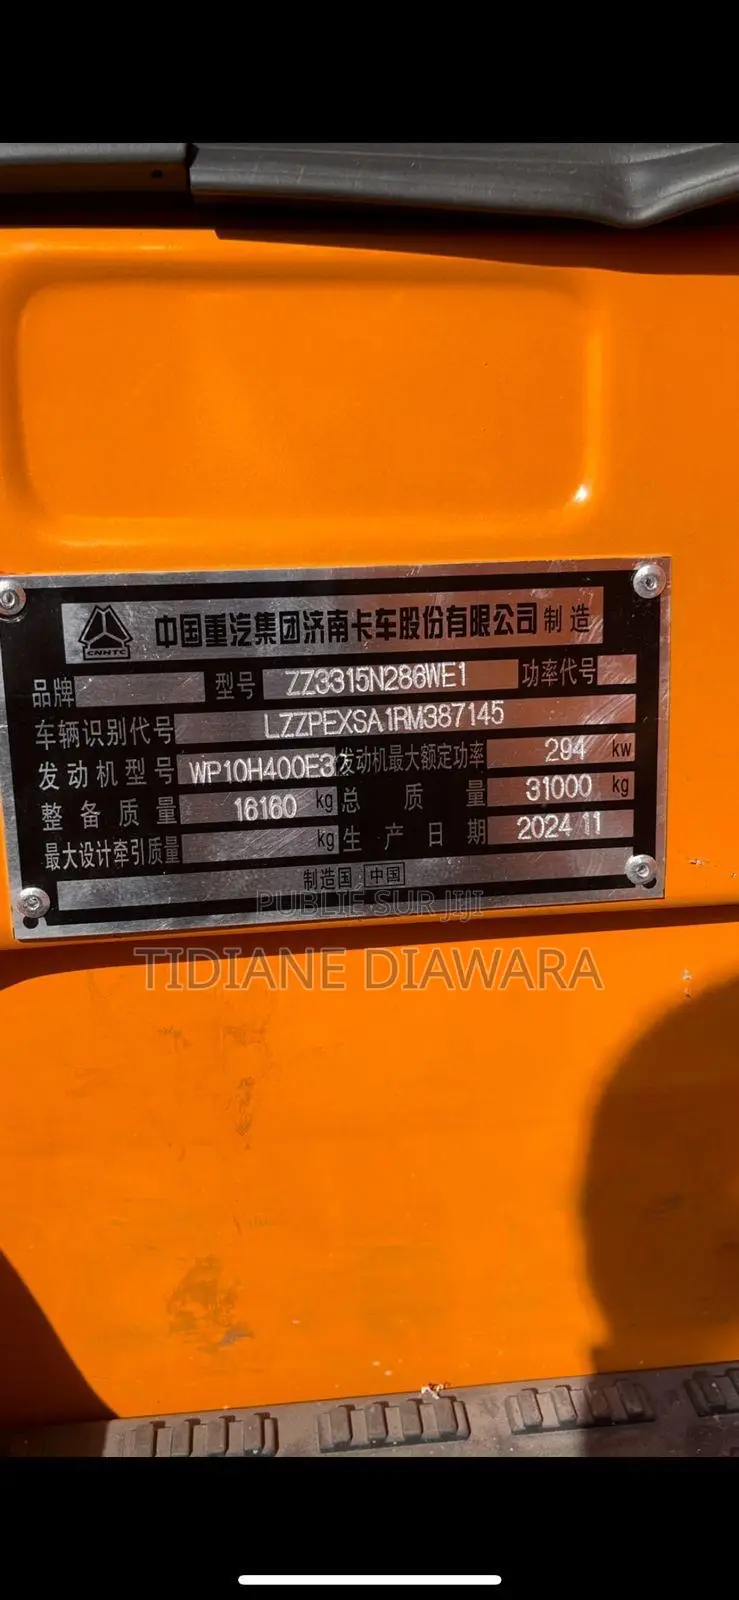 CNHTC 中国重汽集团济南卡车股份有限公司 制造
品牌 型号 ZZ3315N286WE1 功率代号
车辆识别代号 LZZPEXSA1RM387145
发动机型号 WP10H400E3 发动机最大额定功率 294 kw
整备质量 16160 kg 总质量 31000 kg
最大设计牵引质量 kg 生产日期 2024 11
制造国 中国
PUBLIÉ SUR JIJI
TIDIANE DIAWARA